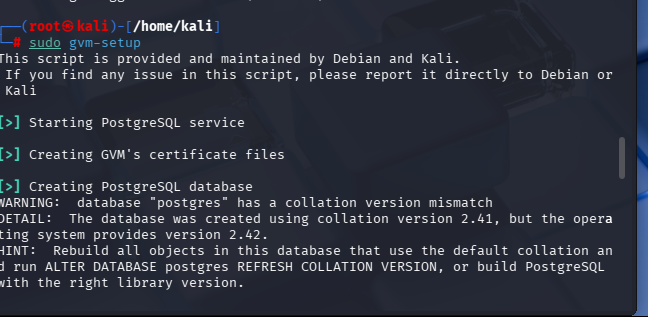 ┌──(root㉿kali)-[/home/kali]
└─# sudo gvm-setup
This script is provided and maintained by Debian and Kali.
If you find any issue in this script, please report it directly to Debian or
Kali
[>] Starting PostgreSQL service
[>] Creating GVM's certificate files
[>] Creating PostgreSQL database
WARNING:  database "postgres" has a collation version mismatch
DETAIL:  The database was created using collation version 2.41, but the opera
ting system provides version 2.42.
HINT:  Rebuild all objects in this database that use the default collation an
d run ALTER DATABASE postgres REFRESH COLLATION VERSION, or build PostgreSQL
with the right library version.